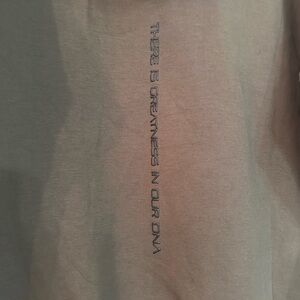 THERE IS GREATNESS IN OUR DNA